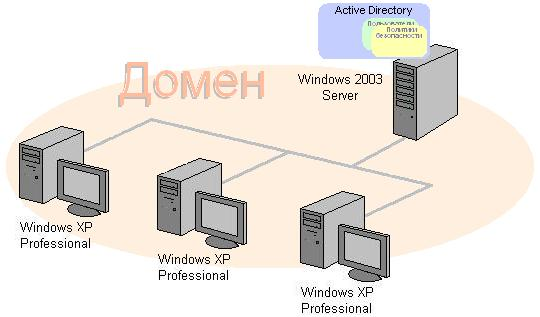 Active Directory
Пользователи
Политики
безопасности
Домен
Windows 2003
Server
Windows XP
Professional
Windows XP
Professional
Windows XP
Professional